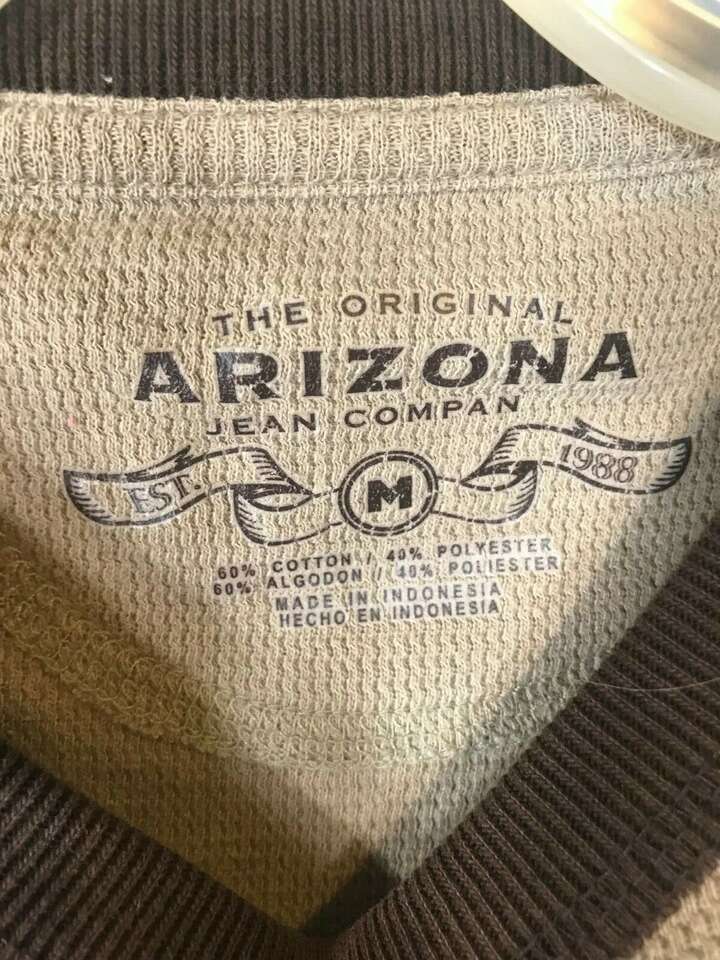 THE ORIGINAL
ARIZONA
JEAN COMPAN
EST. M 1988
60% COTTON / 40% POLYESTER
60% ALGODON / 40% POLIESTER
MADE IN INDONESIA
HECHO EN INDONESIA